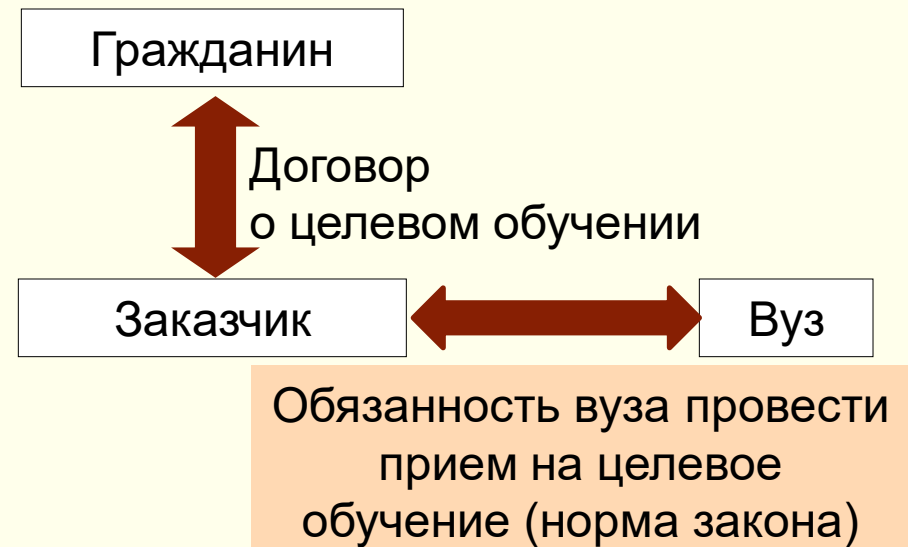 Гражданин
Договор
о целевом обучении
Заказчик
Вуз
Обязанность вуза провести
прием на целевое
обучение (норма закона)